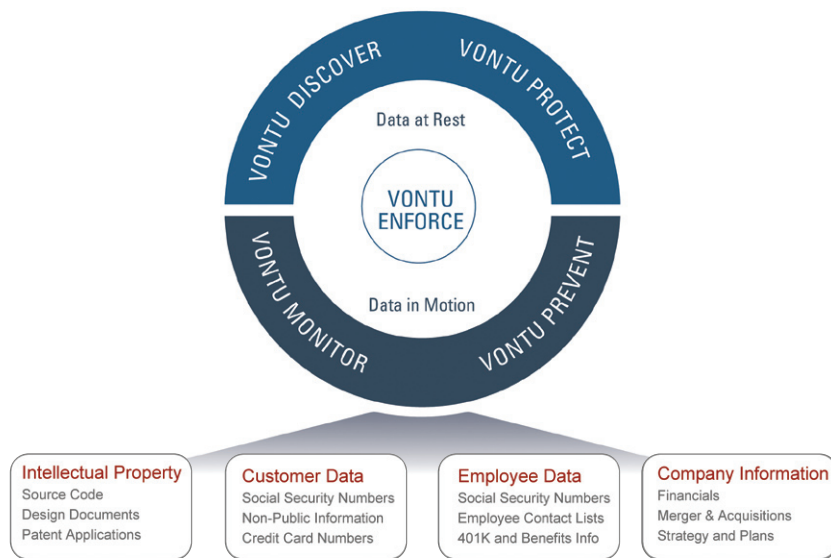 VONTU DISCOVER
VONTU PROTECT
Data at Rest
VONTU
ENFORCE
Data in Motion
VONTU MONITOR
VONTU PREVENT
Intellectual Property
Source Code
Design Documents
Patent Applications
Customer Data
Social Security Numbers
Non-Public Information
Credit Card Numbers
Employee Data
Social Security Numbers
Employee Contact Lists
401K and Benefits Info
Company Information
Financials
Merger & Acquisitions
Strategy and Plans